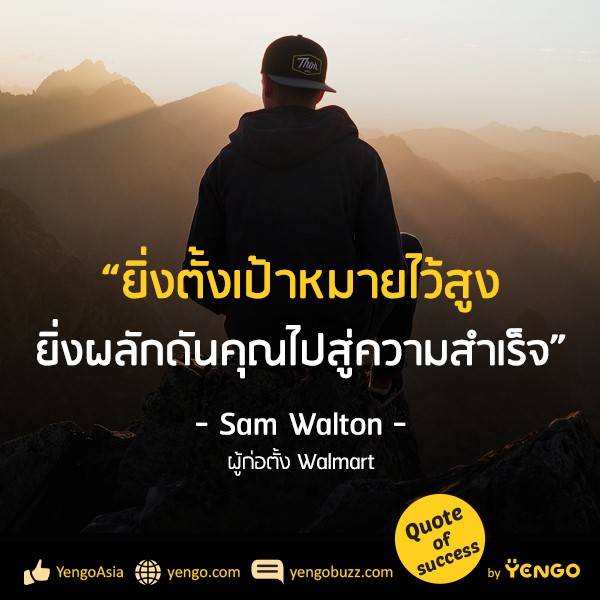 Thon
“ยิ่งตั้งเป้าหมายไว้สูง
ยิ่งผลักดันคุณไปสู่ความสำเร็จ”
- Sam Walton -
ผู้ก่อตั้ง Walmart
Quote
of
success
YengoAsia yengo.com yengobuzz.com by YENGO